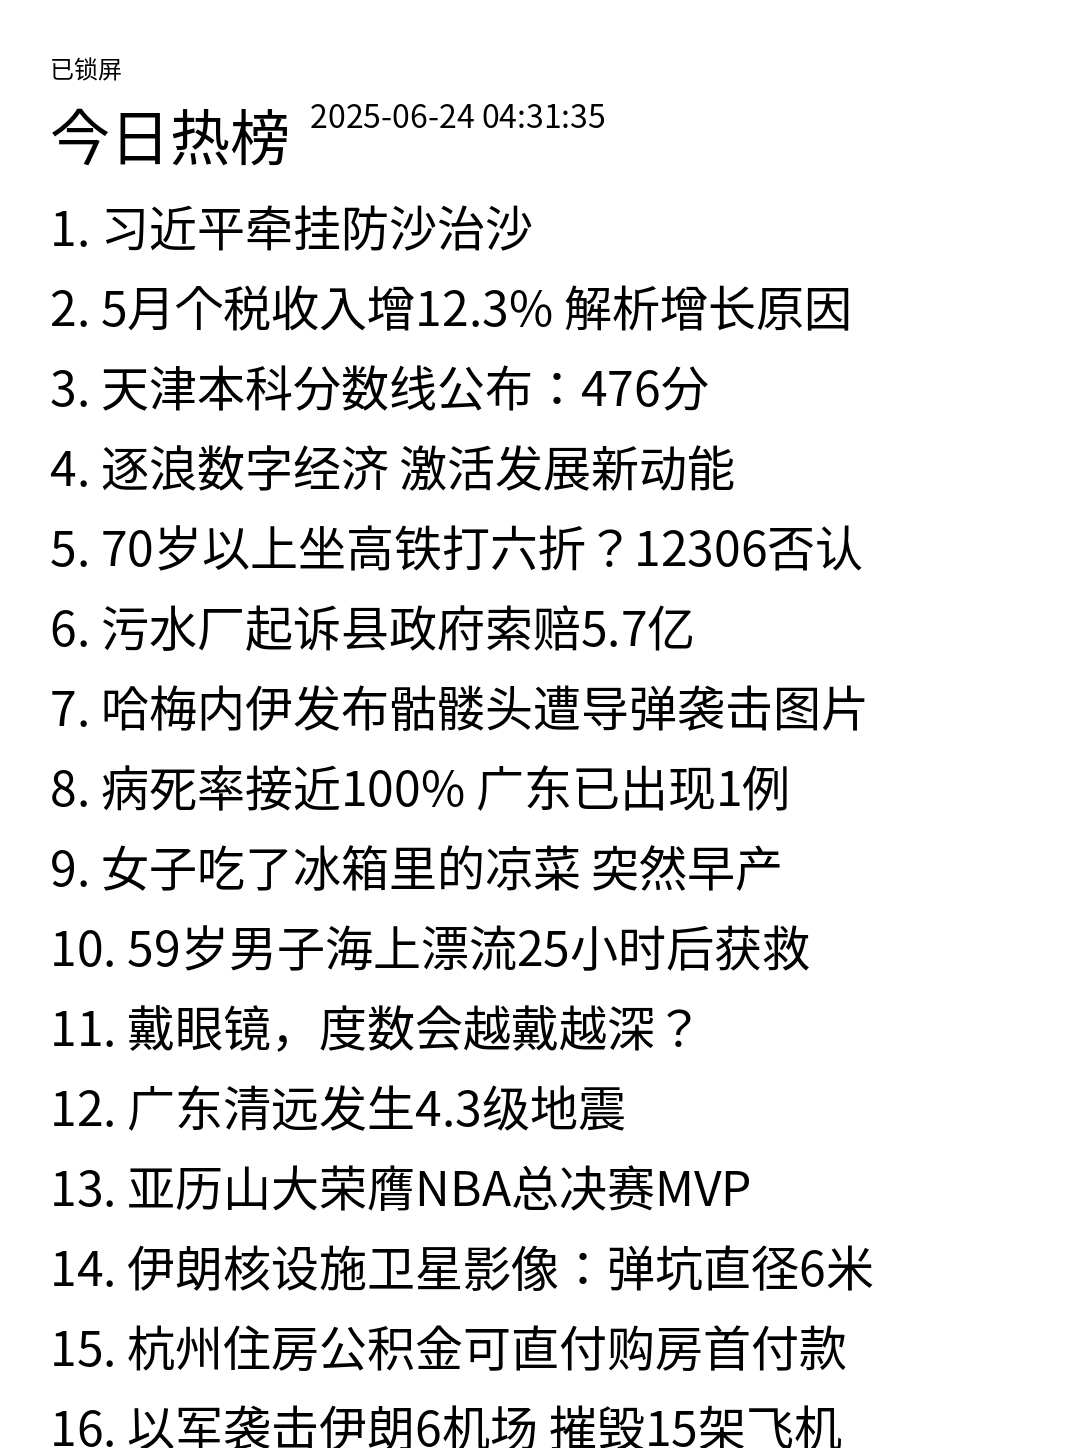 已锁屏
今日热榜 2025-06-24 04:31:35
1. 习近平牵挂防沙治沙
2. 5月个税收入增12.3% 解析增长原因
3. 天津本科分数线公布：476分
4. 逐浪数字经济 激活发展新动能
5. 70岁以上坐高铁打六折？12306否认
6. 污水厂起诉县政府索赔5.7亿
7. 哈梅内伊发布骷髅头遭导弹袭击图片
8. 病死率接近100% 广东已出现1例
9. 女子吃了冰箱里的凉菜 突然早产
10. 59岁男子海上漂流25小时后获救
11. 戴眼镜，度数会越戴越深？
12. 广东清远发生4.3级地震
13. 亚历山大荣膺NBA总决赛MVP
14. 伊朗核设施卫星影像：弹坑直径6米
15. 杭州住房公积金可直付购房首付款
16. 以军袭击伊朗6机场 摧毁15架飞机